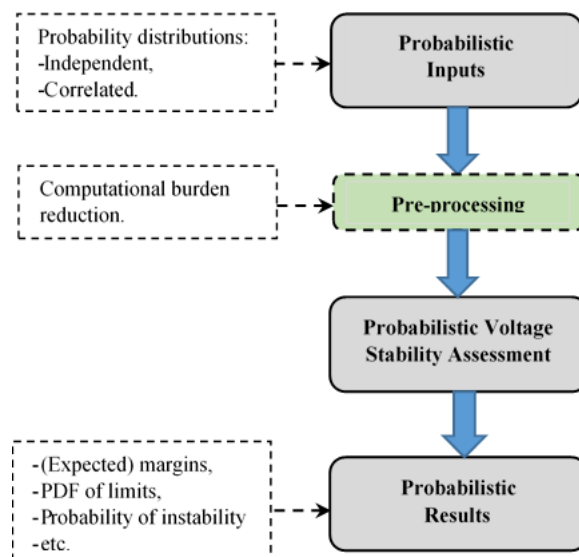 Probability distributions:
-Independent,
-Correlated.
Probabilistic
Inputs
Computational burden
reduction.
Pre-processing
Probabilistic Voltage
Stability Assessment
-(Expected) margins,
-PDF of limits,
-Probability of instability
-etc.
Probabilistic
Results